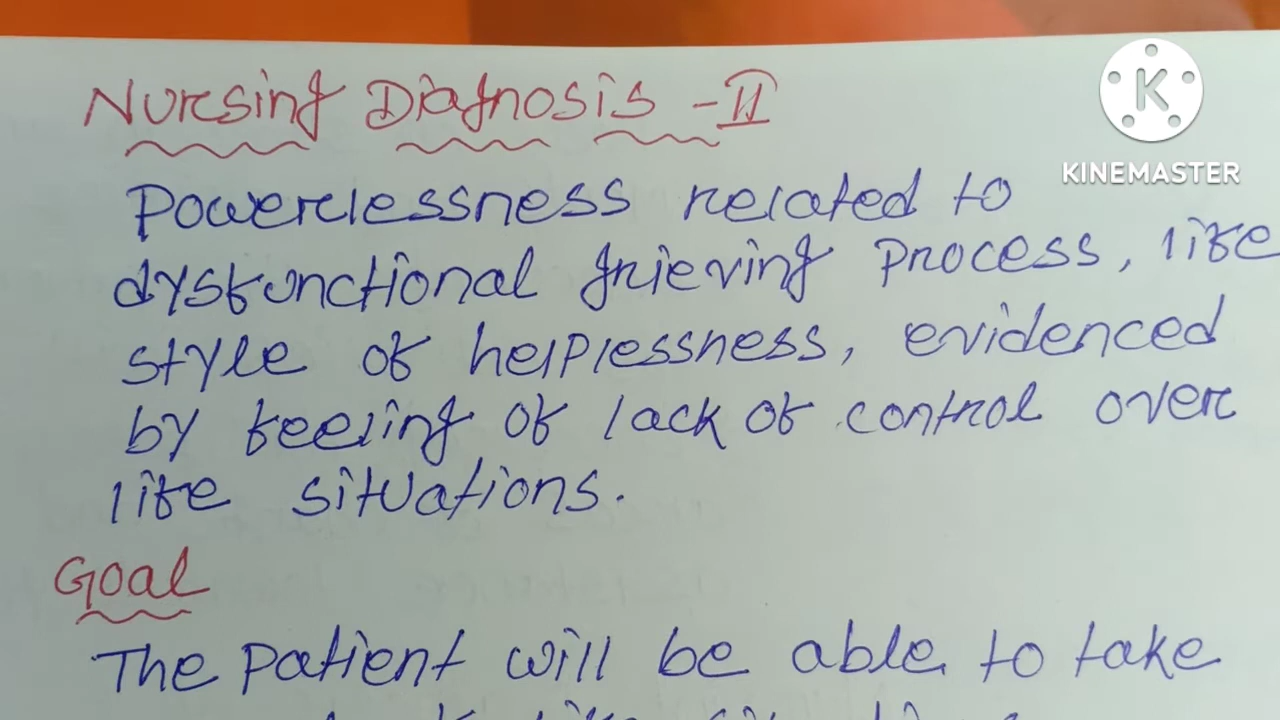 Nursing Diagnosis - II
K
KINEMASTER
Powerlessness related to
dysfunctional grieving process, life
style of helplessness, evidenced
by feeling of lack of control over
life situations.
Goal
The patient will be able to take